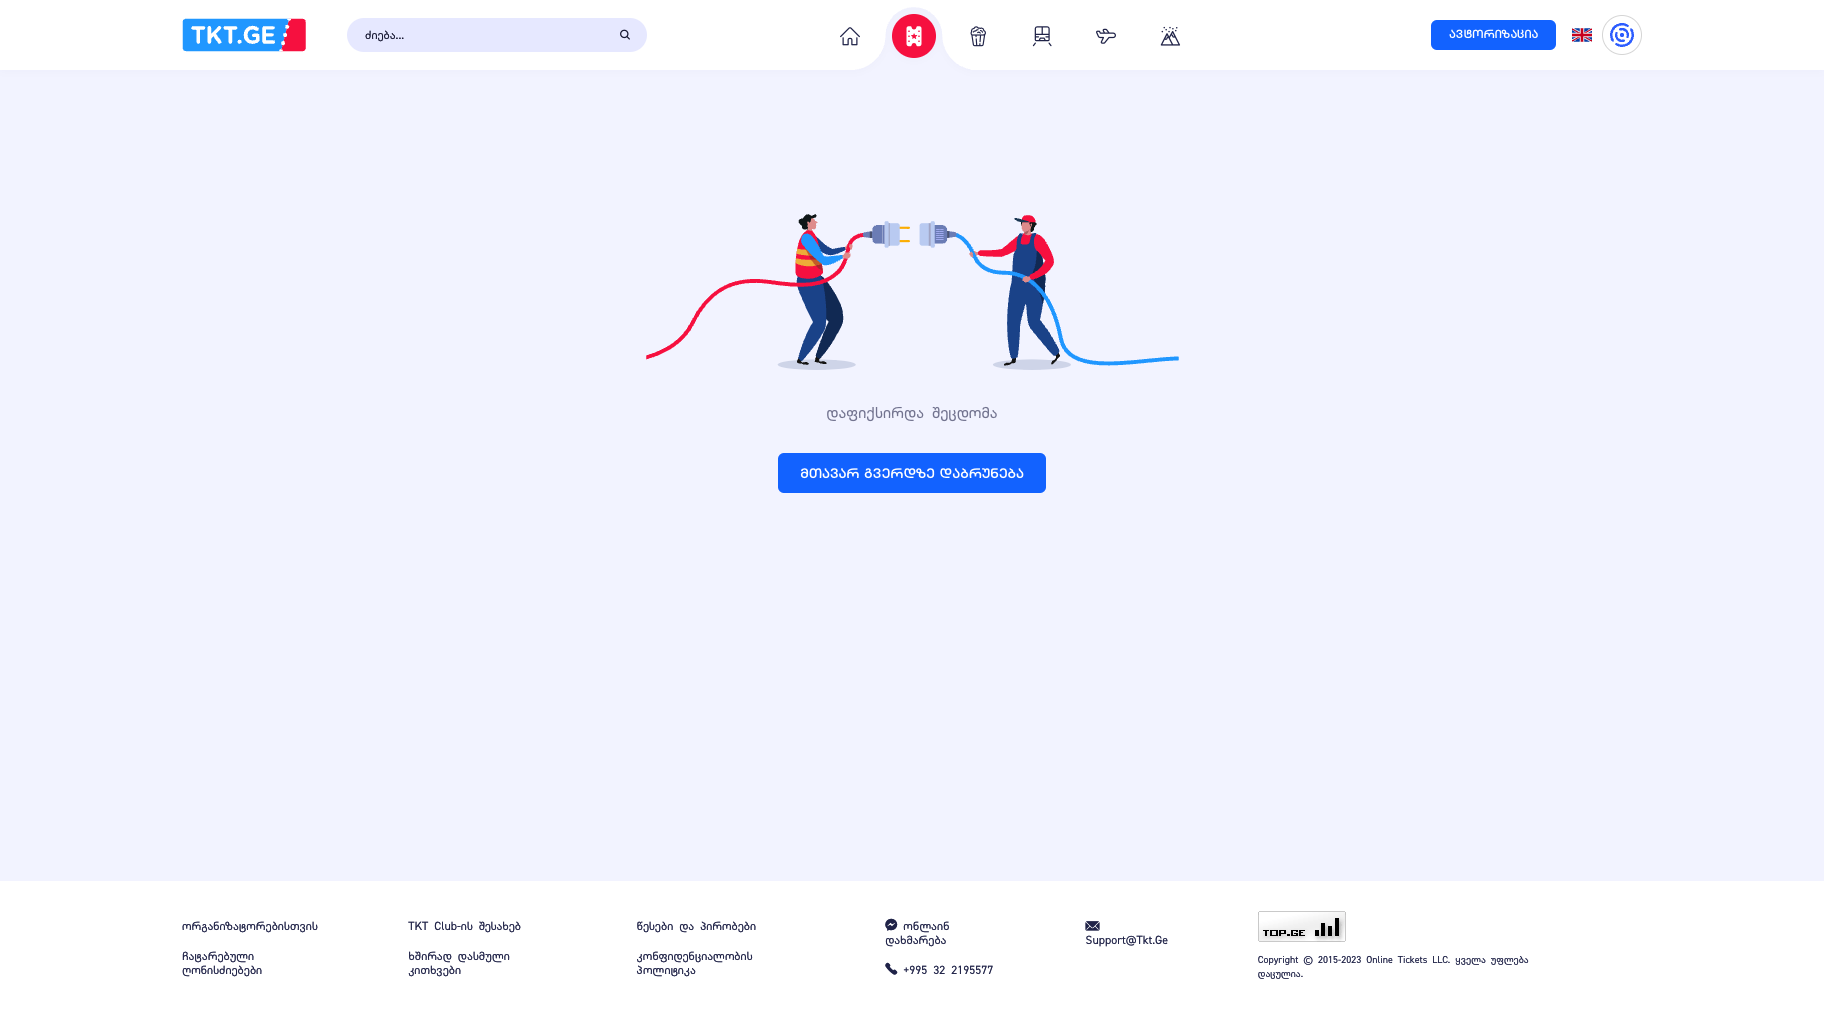 TKT.GE
ძიება...
ავტორიზაცია
დაფიქსირდა შეცდომა
მთავარ გვერდზე დაბრუნება
ორგანიზატორებისთვის
ჩატარებული
ღონისძიებები
TKT Club-ის შესახებ
ხშირად დასმული
კითხვები
წესები და პირობები
კონფიდენციალობის
პოლიტიკა
ონლაინ
დახმარება
+995 32 2195577
Support@Tkt.Ge
TOP.GE
Copyright © 2015-2023 Online Tickets LLC. ყველა უფლება
დაცულია.